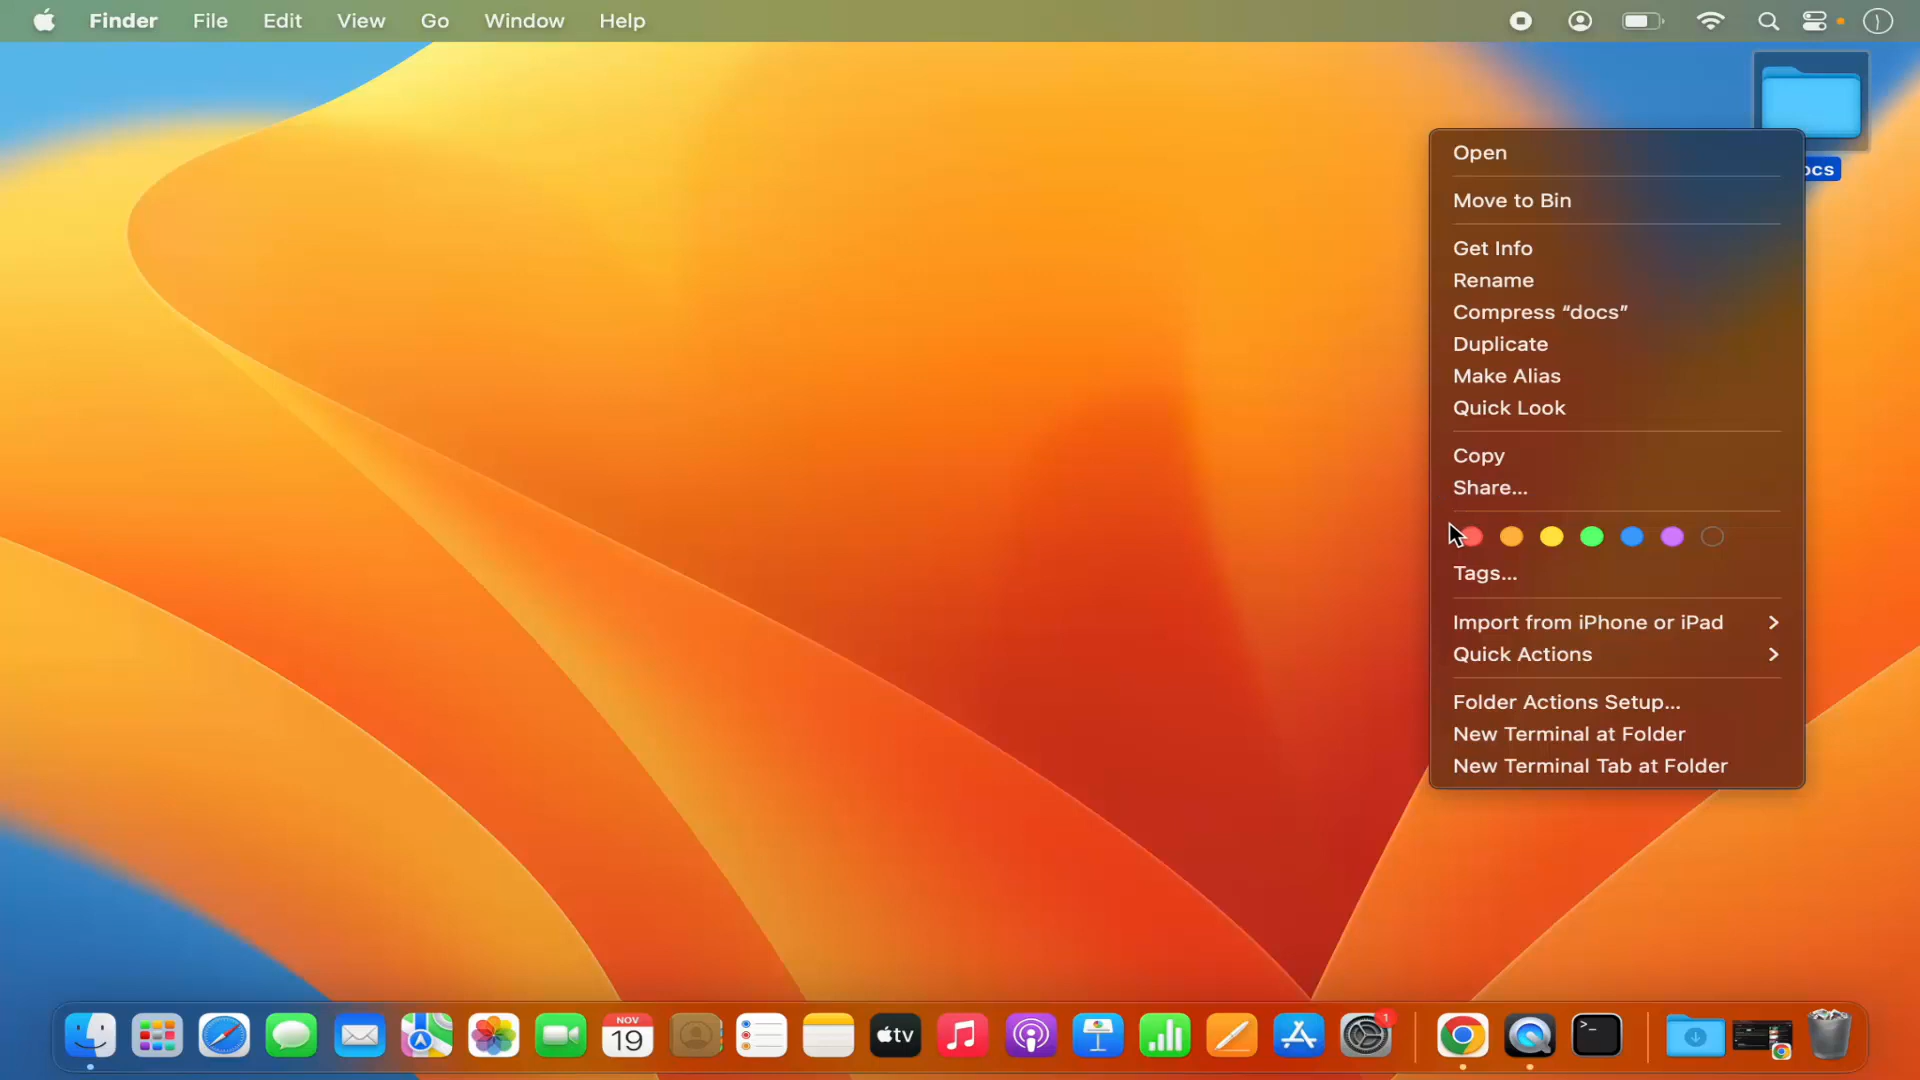 Finder File Edit View Go Window Help
ocs
Open
Move to Bin
Get Info
Rename
Compress “docs”
Duplicate
Make Alias
Quick Look
Copy
Share...
Tags...
Import from iPhone or iPad
Quick Actions
Folder Actions Setup...
New Terminal at Folder
New Terminal Tab at Folder
NOV
19
tv
1